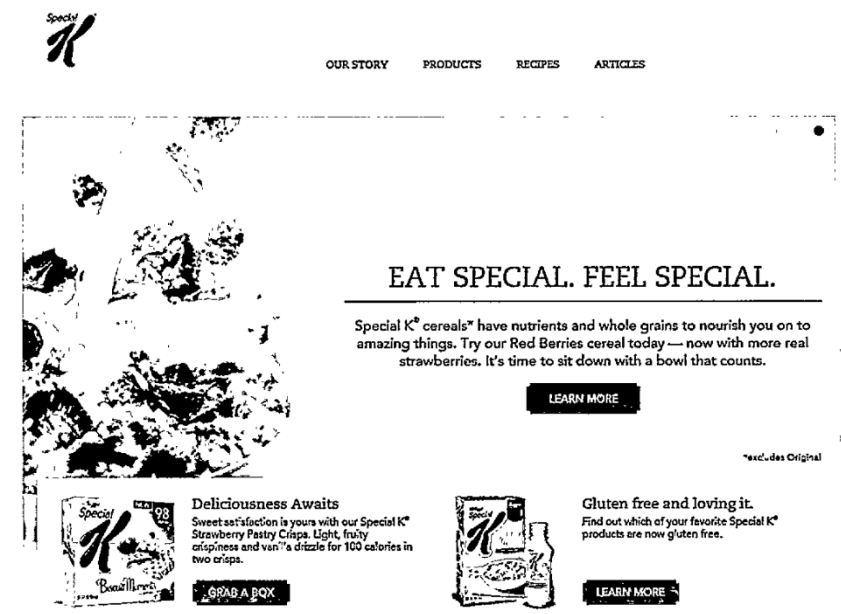 Special
K
OUR STORY PRODUCTS RECIPES ARTICLES
EAT SPECIAL. FEEL SPECIAL.
Special K® cereals* have nutrients and whole grains to nourish you on to
amazing things. Try our Red Berries cereal today — now with more real
strawberries. It's time to sit down with a bowl that counts.
LEARN MORE
*excludes Original
Special
K
98
Deliciousness Awaits
Sweet satisfaction is yours with our Special K®
Strawberry Pastry Crisps. Light, fruity
crispiness and vanilla drizzle for 100 calories in
two crisps.
GRAB A BOX
Special
K
Gluten free and loving it.
Find out which of your favorite Special K®
products are now gluten free.
LEARN MORE